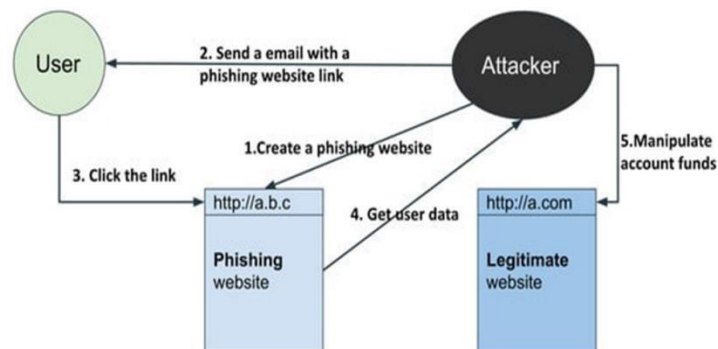 User
2. Send a email with a
phishing website link
Attacker
1.Create a phishing website
5.Manipulate
account funds
3. Click the link
http://a.b.c
4. Get user data
http://a.com
Phishing
website
Legitimate
website